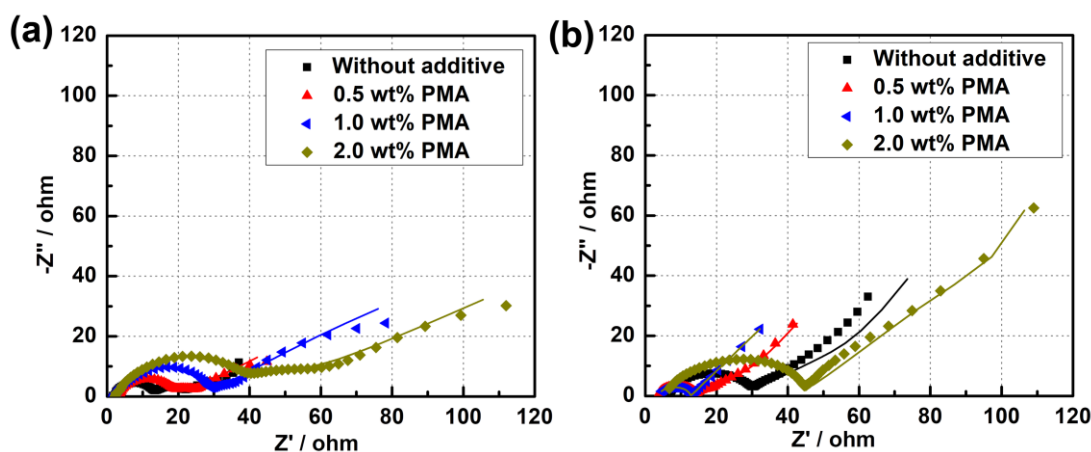 (a)
120
100
80
60
40
20
0
-Z" / ohm
Without additive
0.5 wt% PMA
1.0 wt% PMA
2.0 wt% PMA
0 20 40 60 80 100 120
Z' / ohm
(b)
120
100
80
60
40
20
0
-Z" / ohm
Without additive
0.5 wt% PMA
1.0 wt% PMA
2.0 wt% PMA
0 20 40 60 80 100 120
Z' / ohm